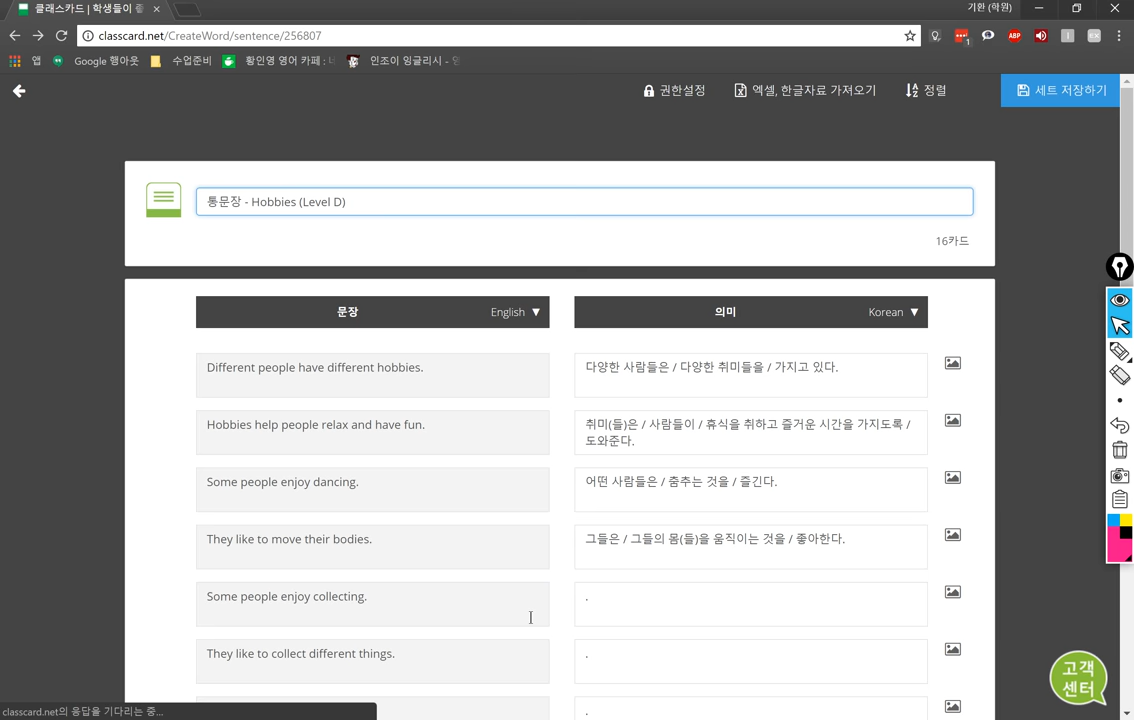 클래스카드 | 학생들이 즐
기환 (학원)
classcard.net/CreateWord/sentence/256807
ABP
1
앱
Google 행아웃
수업준비
황인영 영어 카페 : 네
인조이 잉글리시 -
권한설정
엑셀, 한글자료 가져오기
정렬
세트 저장하기
통문장 - Hobbies (Level D)
16카드
문장
English ▼
의미
Korean ▼
Different people have different hobbies.
다양한 사람들은 / 다양한 취미들을 / 가지고 있다.
Hobbies help people relax and have fun.
취미(들)은 / 사람들이 / 휴식을 취하고 즐거운 시간을 가지도록 /
도와준다.
Some people enjoy dancing.
어떤 사람들은 / 춤추는 것을 / 즐긴다.
They like to move their bodies.
그들은 / 그들의 몸(들)을 움직이는 것을 / 좋아한다.
Some people enjoy collecting.
.
They like to collect different things.
.
.
고객
센터
classcard.net의 응답을 기다리는 중...